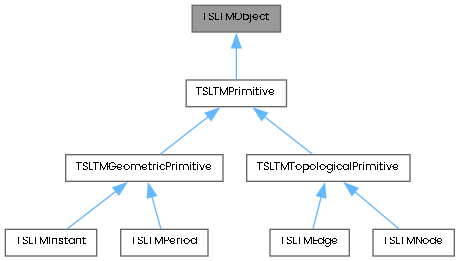 TSLTMObject
TSLTMPrimitive
TSLTMGeometricPrimitive
TSLTMTopologicalPrimitive
TSLTMInstant
TSLTMPeriod
TSLTMEdge
TSLTMNode